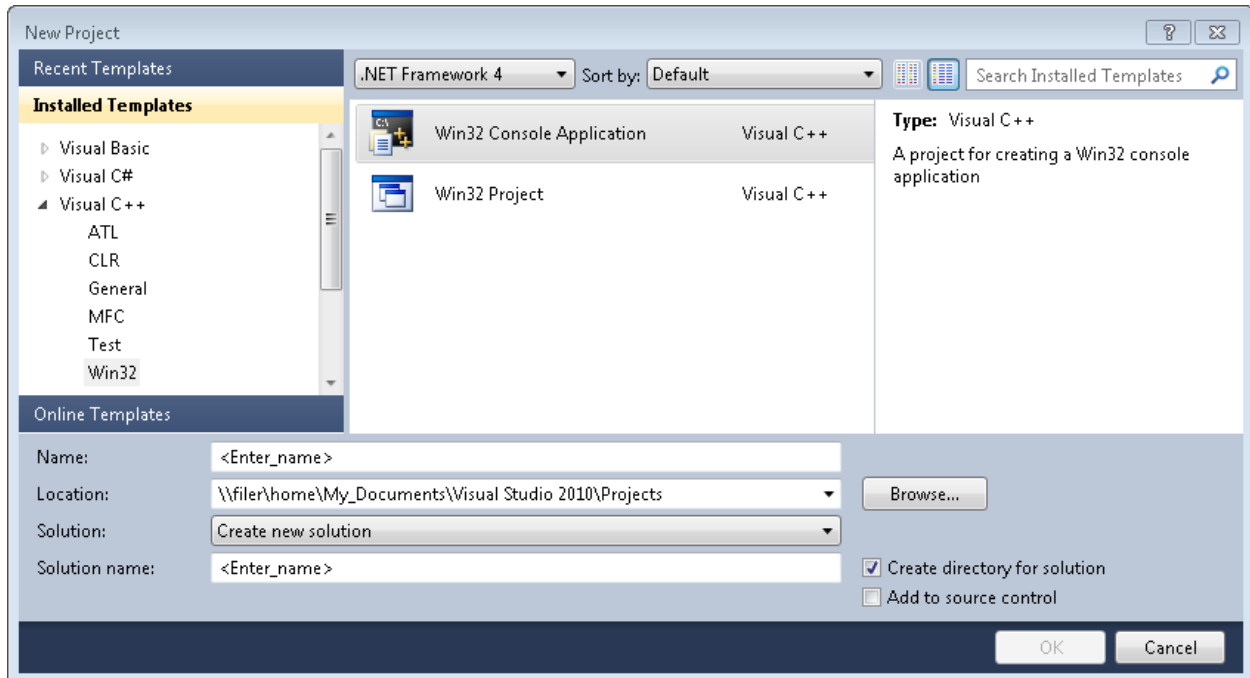 New Project
Recent Templates
Installed Templates
Visual Basic
Visual C#
Visual C++
ATL
CLR
General
MFC
Test
Win32
Online Templates
.NET Framework 4 Sort by: Default Search Installed Templates
Win32 Console Application Visual C++
Win32 Project Visual C++
Type: Visual C++
A project for creating a Win32 console
application
Name: <Enter_name>
Location: \\filer\home\My_Documents\Visual Studio 2010\Projects Browse...
Solution: Create new solution
Solution name: <Enter_name>
Create directory for solution
Add to source control
OK Cancel